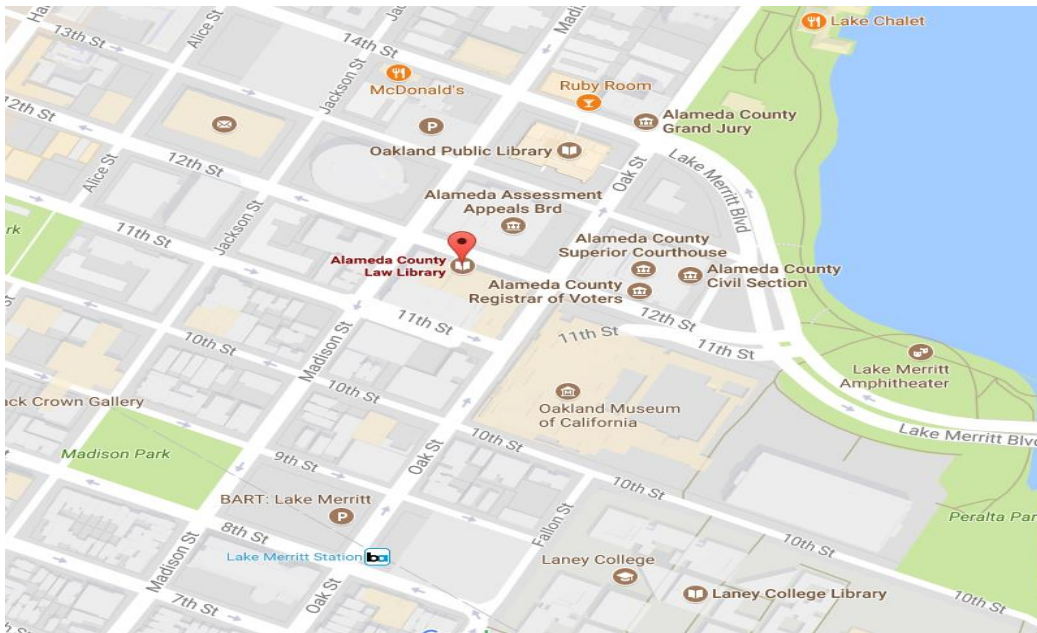 Lake Chalet
13th St
14th St
Alice St
Jackson St
Madison St
McDonald's
Ruby Room
12th St
Alameda County
Grand Jury
Oakland Public Library
Oak St
Lake Merritt Blvd
Alice St
12th St
Alameda Assessment
Appeals Brd
Jackson St
11th St
Alameda County
Superior Courthouse
Alameda County
Law Library
Alameda County
Civil Section
Alameda County
Registrar of Voters
11th St
12th St
11th St
11th St
10th St
Madison St
Lake Merritt
Amphitheater
10th St
Crown Gallery
Oakland Museum
of California
Lake Merritt Blvd
Madison Park
9th St
Oak St
10th St
10th St
BART: Lake Merritt
8th St
Fallon St
Peralta
10th St
Lake Merritt Station
Madison St
Oak St
Laney College
Laney College Library
7th St
10th St